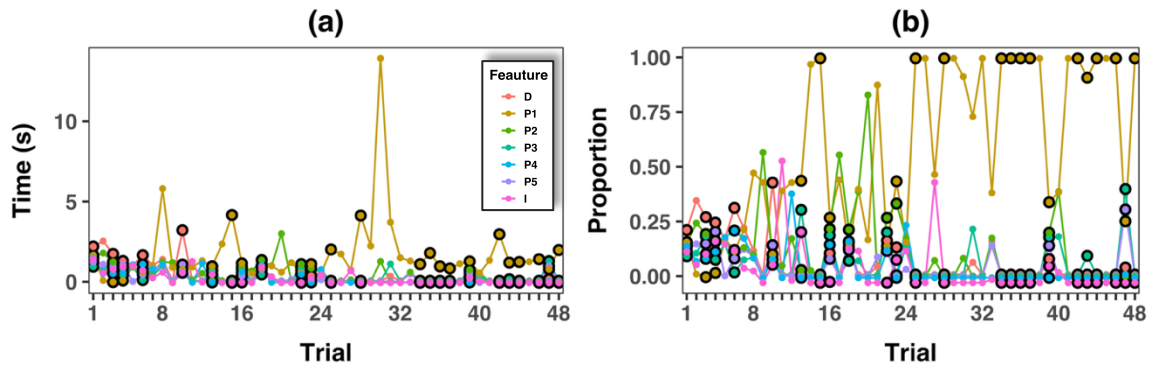 (a)
Time (s)
10
5
0
Feauture
D
P1
P2
P3
P4
P5
I
1 8 16 24 32 40 48
Trial
(b)
Proportion
1.00
0.75
0.50
0.25
0.00
1 8 16 24 32 40 48
Trial